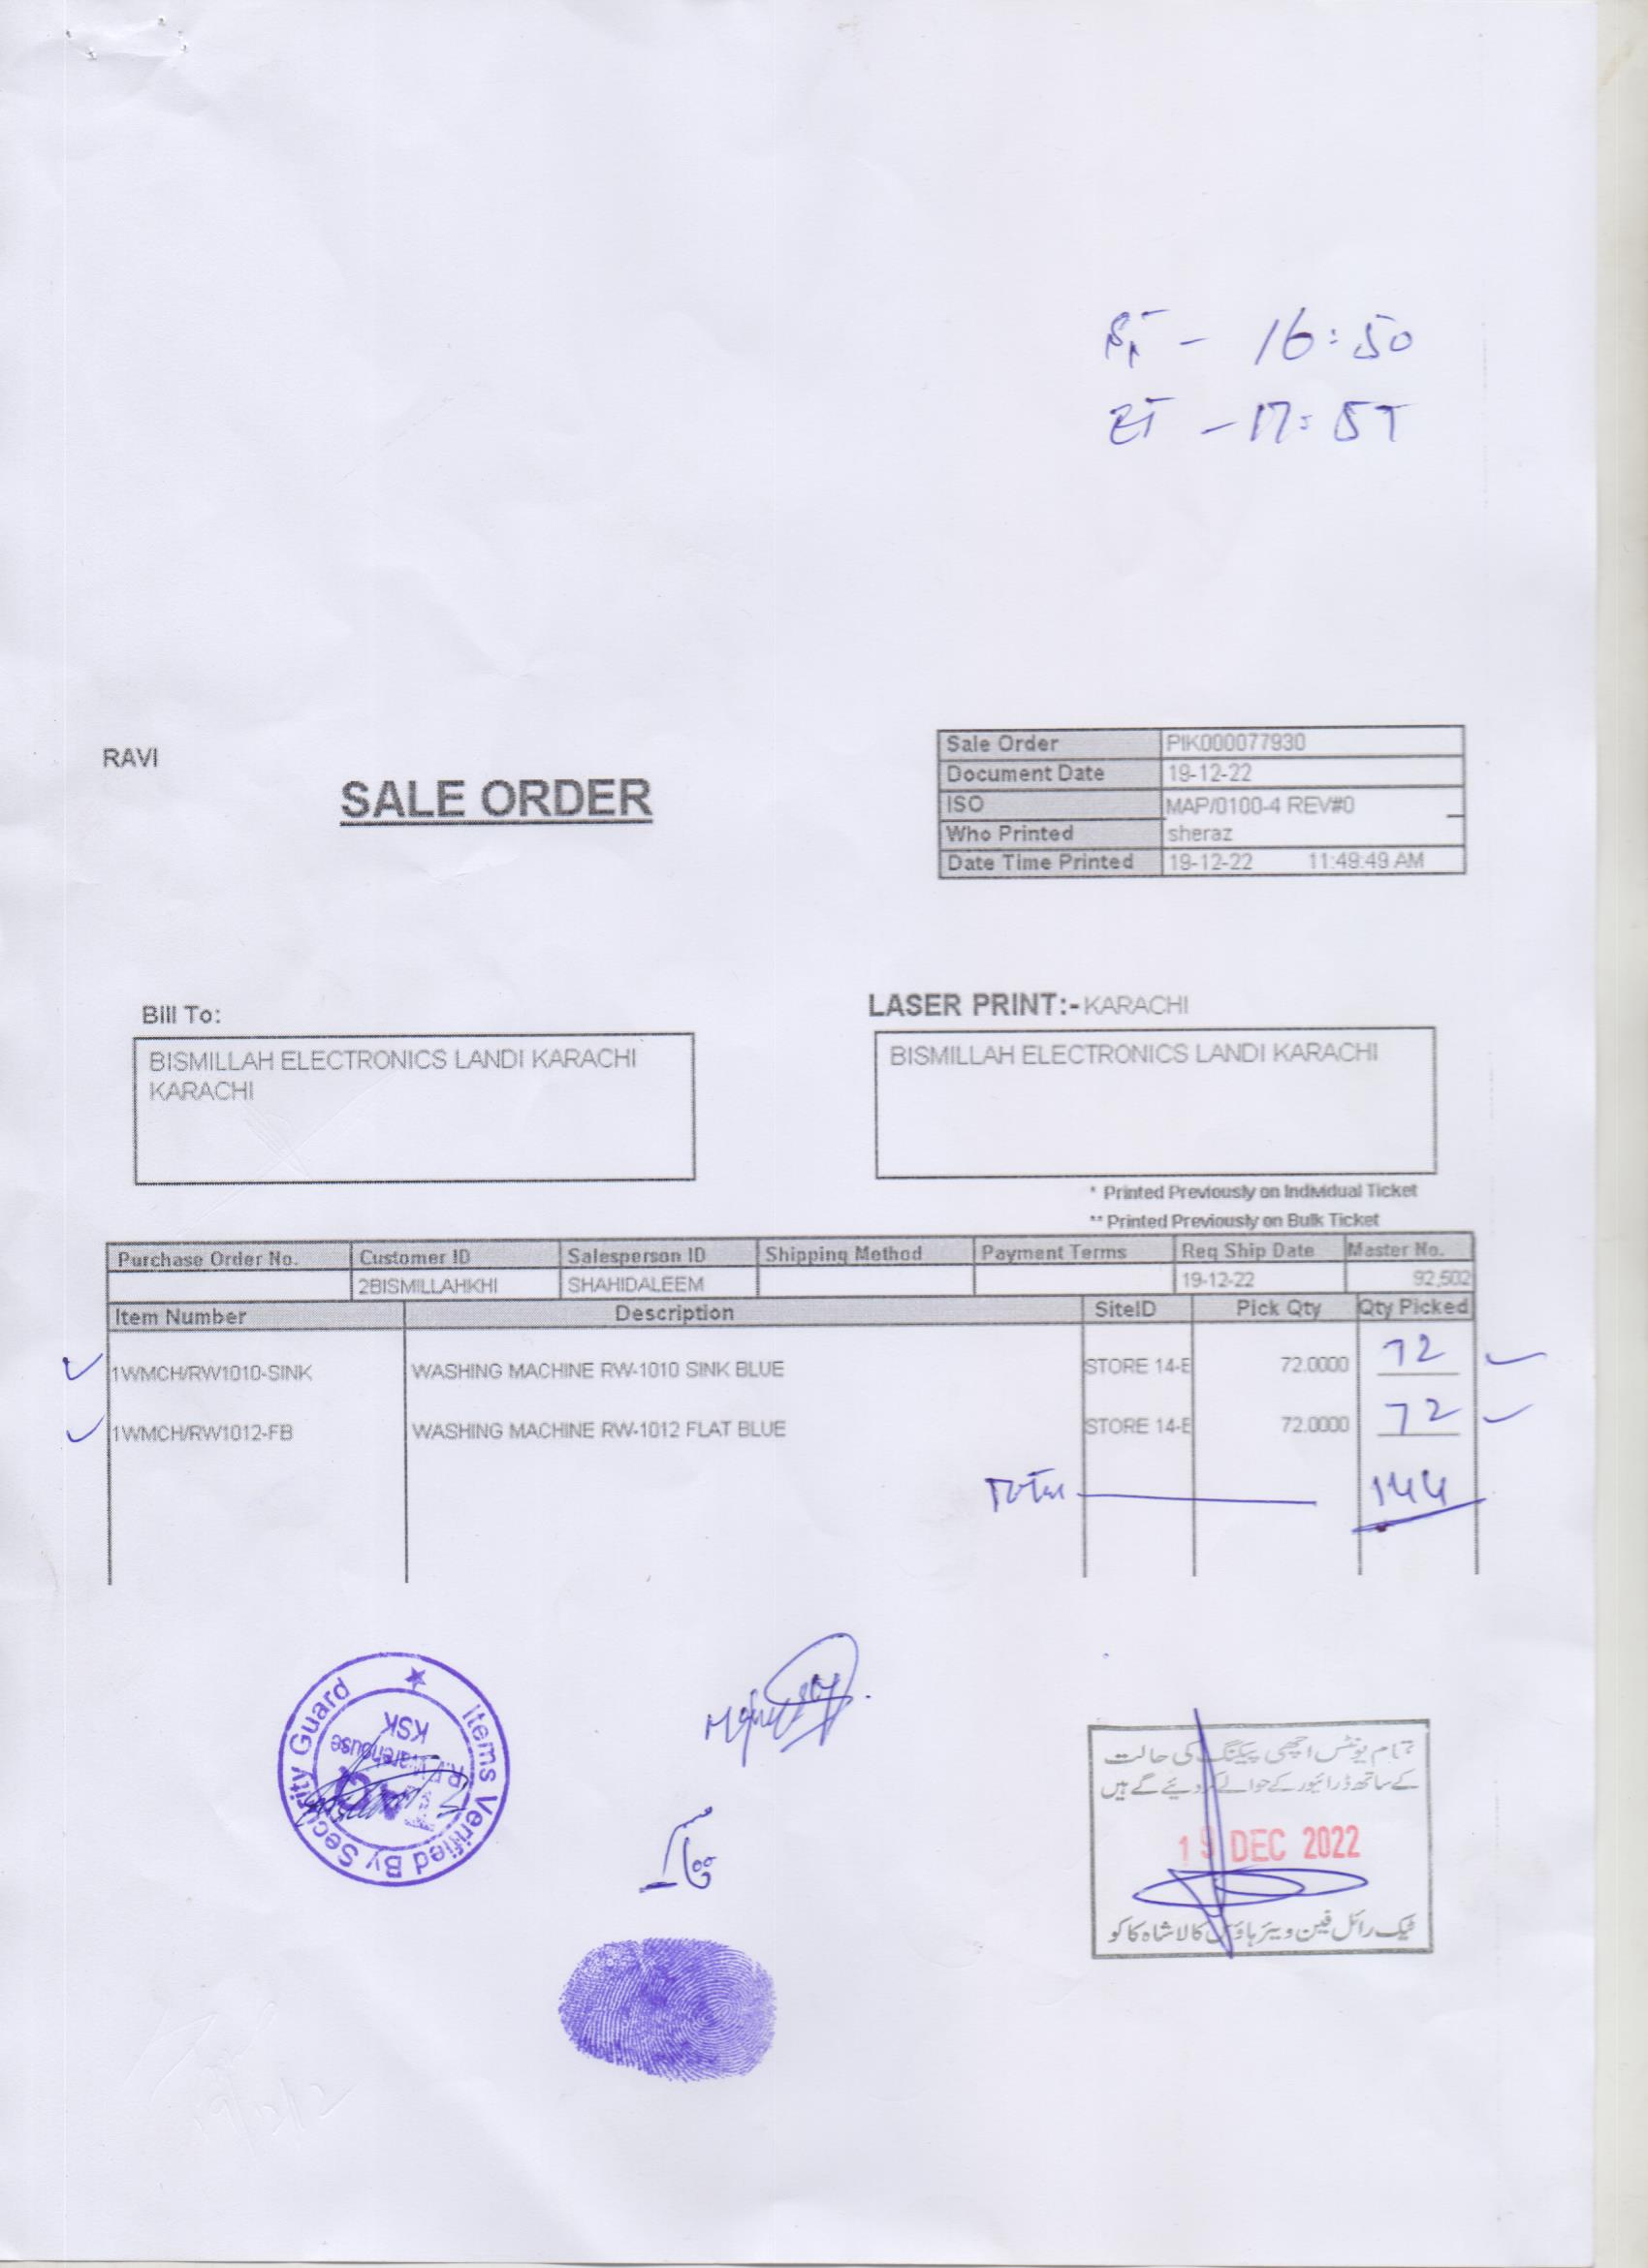 ST - 16:50
ET - 17:55
RAVI
SALE ORDER
Sale Order PIK000077930
Document Date 19-12-22
ISO MAP/0100-4 REV#0
Who Printed sheraz
Date Time Printed 19-12-22 11:49:49 AM
Bill To:
BISMILLAH ELECTRONICS LANDI KARACHI
KARACHI
LASER PRINT:- KARACHI
BISMILLAH ELECTRONICS LANDI KARACHI
* Printed Previously on Individual Ticket
** Printed Previously on Bulk Ticket
Purchase Order No. Customer ID Salesperson ID Shipping Method Payment Terms Req Ship Date Master No.
2BISMILLAHKHI SHAHIDALEEM 19-12-22 92,502
Item Number Description SiteID Pick Qty Qty Picked
1WMCH/RW1010-SINK WASHING MACHINE RW-1010 SINK BLUE STORE 14-E 72.0000 72
1WMCH/RW1012-FB WASHING MACHINE RW-1012 FLAT BLUE STORE 14-E 72.0000 72
Total 144
Items Verified By Security Guard
TAQ
R.F Warehouse
KSK
تمام یونٹس اچھی پیکنگ کی حالت
کے ساتھ ڈرائیور کے حوالے کر دئیے گے ہیں
19 DEC 2022
ٹیک رائل فین ویئر ہاؤس کالا شاہ کاکو